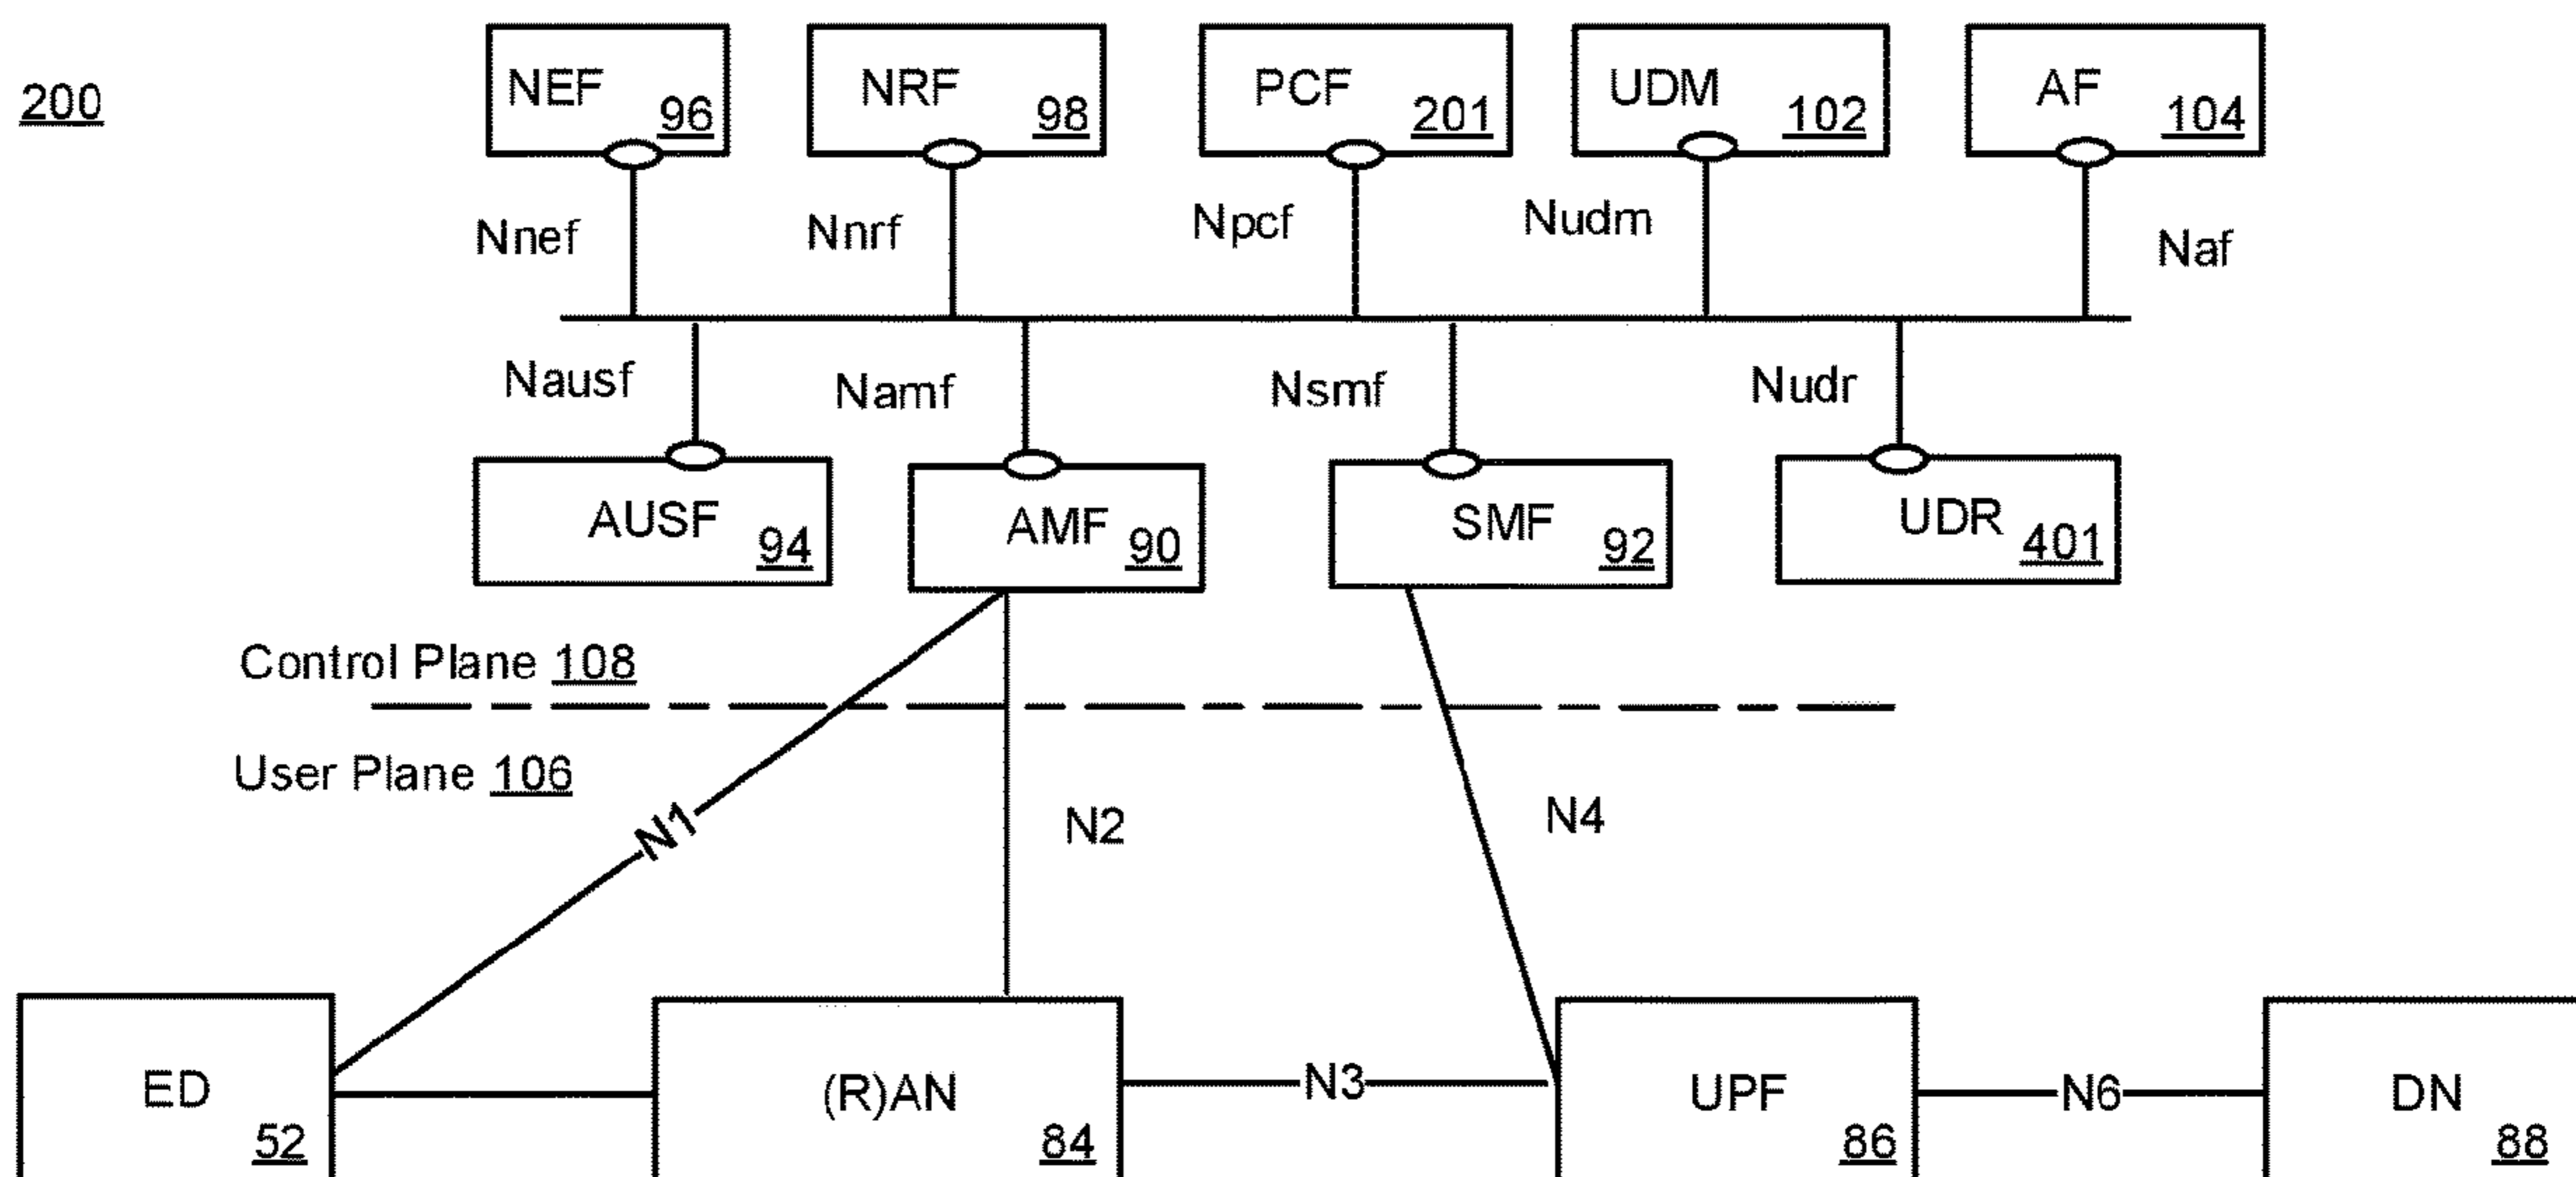 200
NEF 96
NRF 98
PCF 201
UDM 102
AF 104
Nnef
Nnrf
Npcf
Nudm
Naf
Nausf
Namf
Nsmf
Nudr
AUSF 94
AMF 90
SMF 92
UDR 401
Control Plane 108
User Plane 106
N1
N2
N4
ED 52
(R)AN 84
N3
UPF 86
N6
DN 88